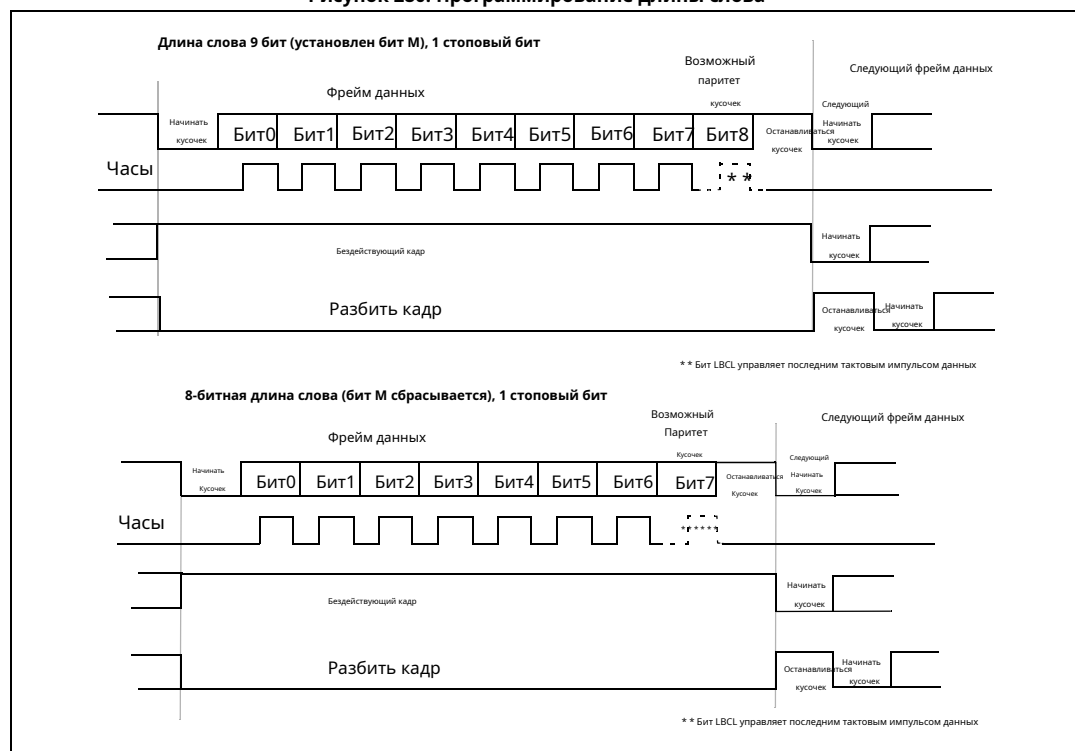 Длина слова 9 бит (установлен бит М), 1 стоповый бит
Возможный
паритет
кусочек
Следующий фрейм данных
Фрейм данных
Следующий
Начинать
кусочек
Бит0 Бит1 Бит2 Бит3 Бит4 Бит5 Бит6 Бит7 Бит8
Останавливаться
кусочек
Начинать
кусочек
Часы
* *
Бездействующий кадр
Начинать
кусочек
Разбить кадр
Останавливаться
кусочек
Начинать
кусочек
* * Бит LBCL управляет последним тактовым импульсом данных
8-битная длина слова (бит М сбрасывается), 1 стоповый бит
Возможный
Паритет
Кусочек
Следующий фрейм данных
Фрейм данных
Следующий
Начинать
Кусочек
Бит0 Бит1 Бит2 Бит3 Бит4 Бит5 Бит6 Бит7
Останавливаться
Кусочек
Начинать
Кусочек
Часы
******
Бездействующий кадр
Начинать
кусочек
Разбить кадр
Останавливаться
кусочек
Начинать
кусочек
* * Бит LBCL управляет последним тактовым импульсом данных